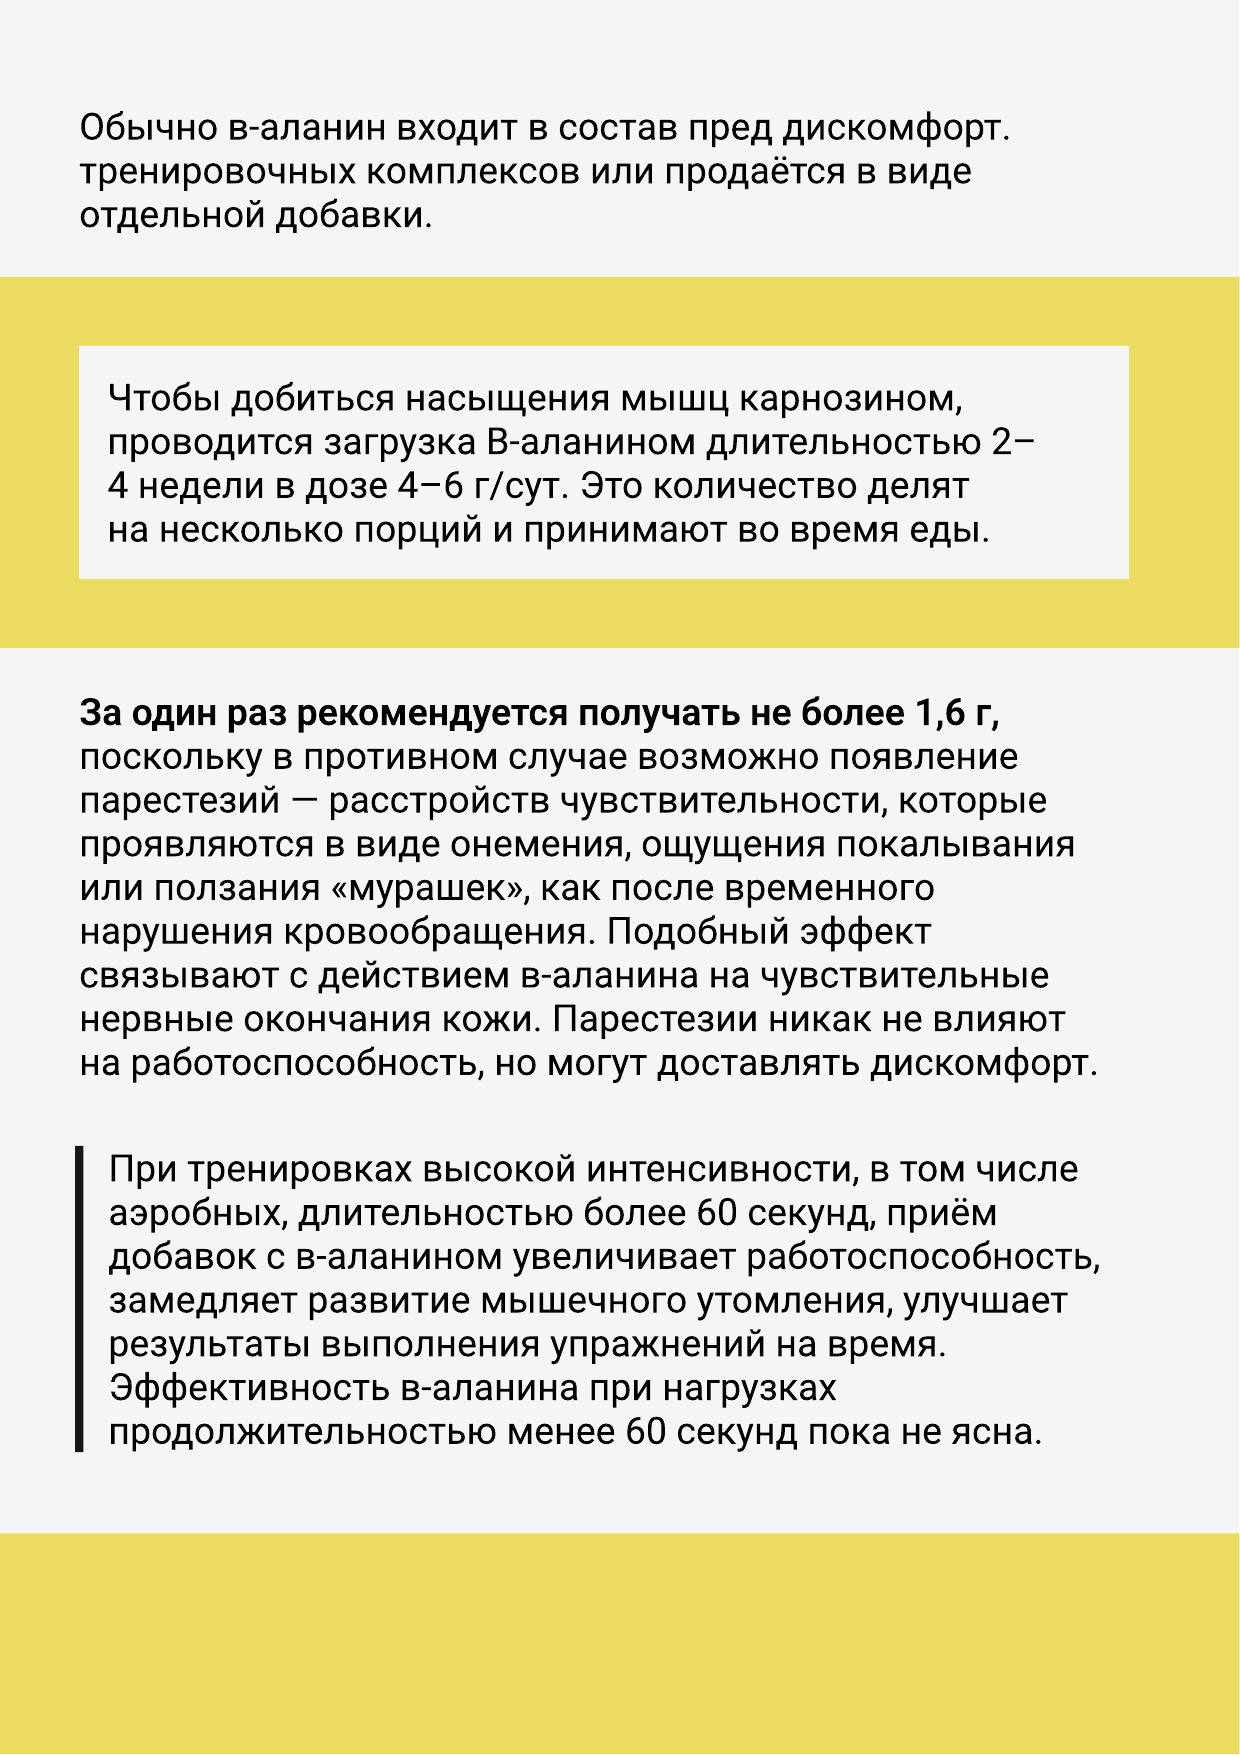 Обычно в-аланин входит в состав пред дискомфорт.
тренировочных комплексов или продаётся в виде
отдельной добавки.
Чтобы добиться насыщения мышц карнозином,
проводится загрузка В-аланином длительностью 2–
4 недели в дозе 4–6 г/сут. Это количество делят
на несколько порций и принимают во время еды.
За один раз рекомендуется получать не более 1,6 г,
поскольку в противном случае возможно появление
парестезий — расстройств чувствительности, которые
проявляются в виде онемения, ощущения покалывания
или ползания «мурашек», как после временного
нарушения кровообращения. Подобный эффект
связывают с действием в-аланина на чувствительные
нервные окончания кожи. Парестезии никак не влияют
на работоспособность, но могут доставлять дискомфорт.
При тренировках высокой интенсивности, в том числе
аэробных, длительностью более 60 секунд, приём
добавок с в-аланином увеличивает работоспособность,
замедляет развитие мышечного утомления, улучшает
результаты выполнения упражнений на время.
Эффективность в-аланина при нагрузках
продолжительностью менее 60 секунд пока не ясна.